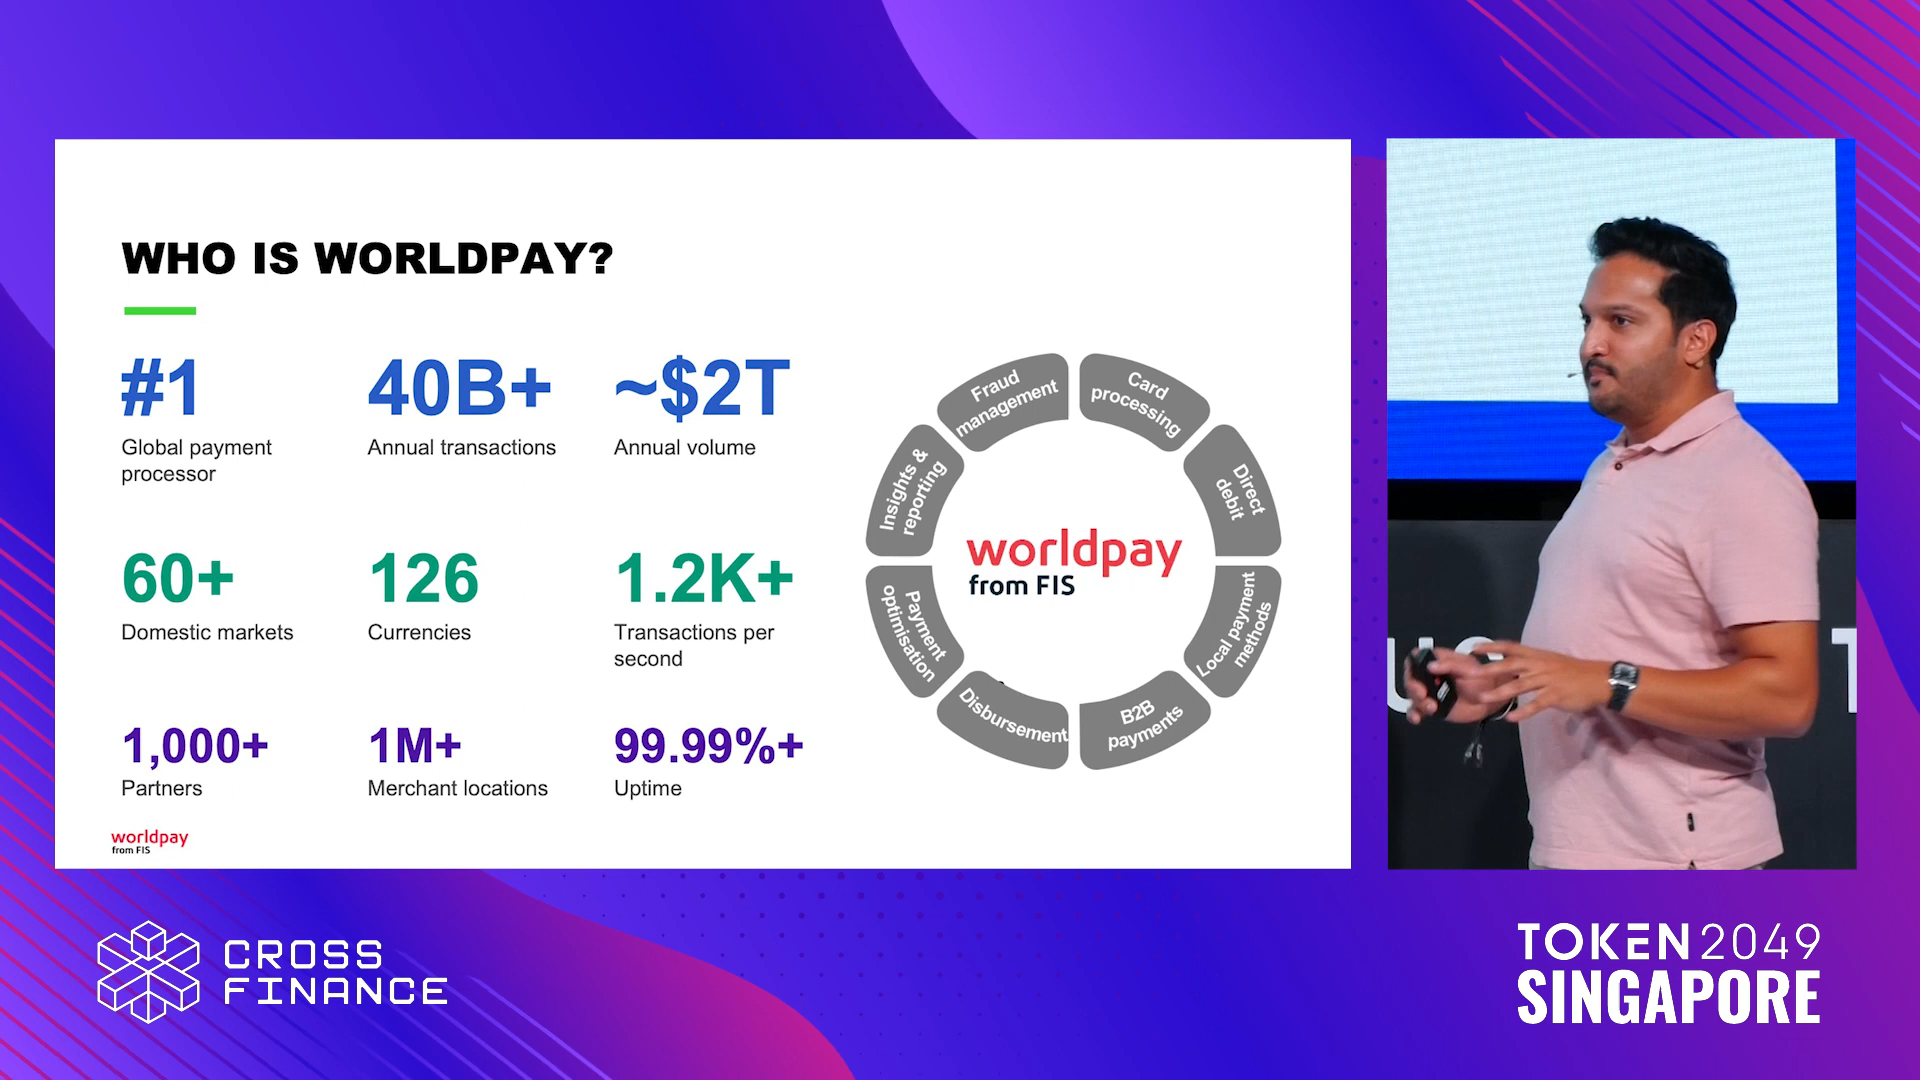 WHO IS WORLDPAY?
#1
Global payment
processor
40B+
Annual transactions
~$2T
Annual volume
60+
Domestic markets
126
Currencies
1.2K+
Transactions per
second
1,000+
Partners
1M+
Merchant locations
99.99%+
Uptime
worldpay
from FIS
Fraud
management
Card
processing
Direct
debit
Local payment
methods
B2B
payments
Disbursement
Payment
optimisation
Insights &
reporting
worldpay
from FIS
CROSS
FINANCE
TOKEN2049
SINGAPORE